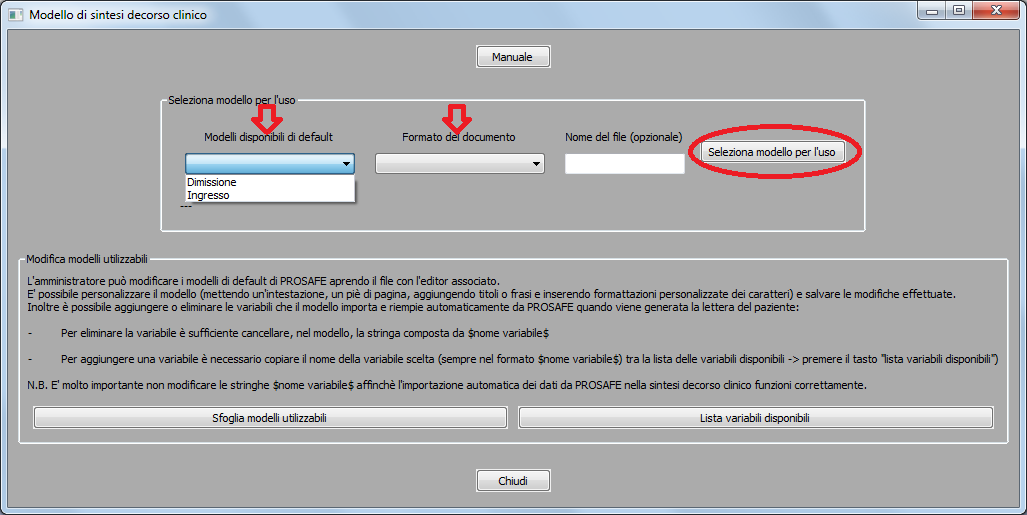 Modello di sintesi decorso clinico
Manuale
Seleziona modello per l'uso
Modelli disponibili di default
Formato del documento
Nome del file (opzionale)
Seleziona modello per l'uso
Dimissione
Ingresso
---
Modifica modelli utilizzabili
L'amministratore può modificare i modelli di default di PROSAFE aprendo il file con l'editor associato.
E' possibile personalizzare il modello (mettendo un'intestazione, un piè di pagina, aggiungendo titoli o frasi e inserendo formattazioni personalizzate dei caratteri) e salvare le modifiche effettuate.
Inoltre è possibile aggiungere o eliminare le variabili che il modello importa e riempie automaticamente da PROSAFE quando viene generata la lettera del paziente:
- Per eliminare la variabile è sufficiente cancellare, nel modello, la stringa composta da $nome variabile$
- Per aggiungere una variabile è necessario copiare il nome della variabile scelta (sempre nel formato $nome variabile$) tra la lista delle variabili disponibili -> premere il tasto "lista variabili disponibili")
N.B. E' molto importante non modificare le stringhe $nome variabile$ affinchè l'importazione automatica dei dati da PROSAFE nella sintesi decorso clinico funzioni correttamente.
Sfoglia modelli utilizzabili
Lista variabili disponibili
Chiudi